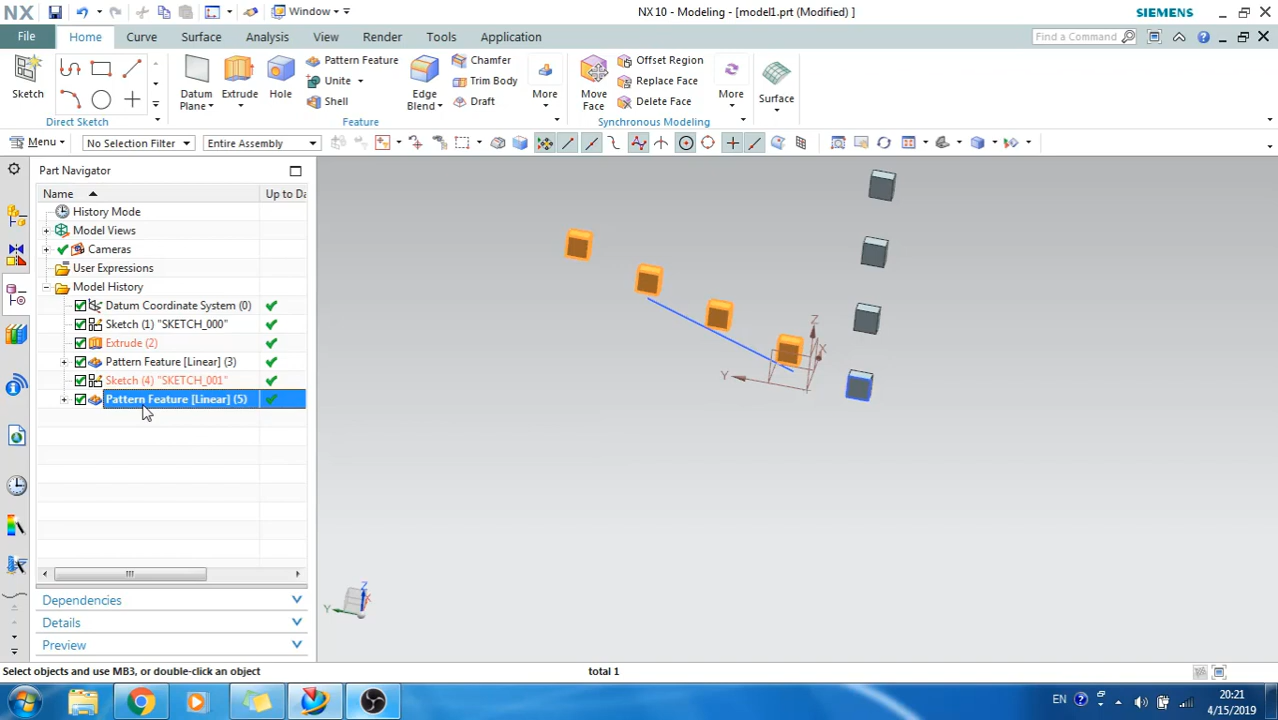 NX
Window
NX 10 - Modeling - [model1.prt (Modified) ]
SIEMENS
File
Home
Curve
Surface
Analysis
View
Render
Tools
Application
Find a Command
Sketch
Direct Sketch
Datum Plane
Extrude
Hole
Pattern Feature
Unite
Shell
Edge Blend
Chamfer
Trim Body
Draft
More
Feature
Move Face
Offset Region
Replace Face
Delete Face
More
Synchronous Modeling
Surface
Menu
No Selection Filter
Entire Assembly
Part Navigator
Name
Up to Da
History Mode
Model Views
Cameras
User Expressions
Model History
Datum Coordinate System (0)
Sketch (1) "SKETCH_000"
Extrude (2)
Pattern Feature [Linear] (3)
Sketch (4) "SKETCH_001"
Pattern Feature [Linear] (5)
Dependencies
Details
Preview
Z
X
Y
Z
X
Y
Select objects and use MB3, or double-click an object
total 1
EN
20:21
4/15/2019